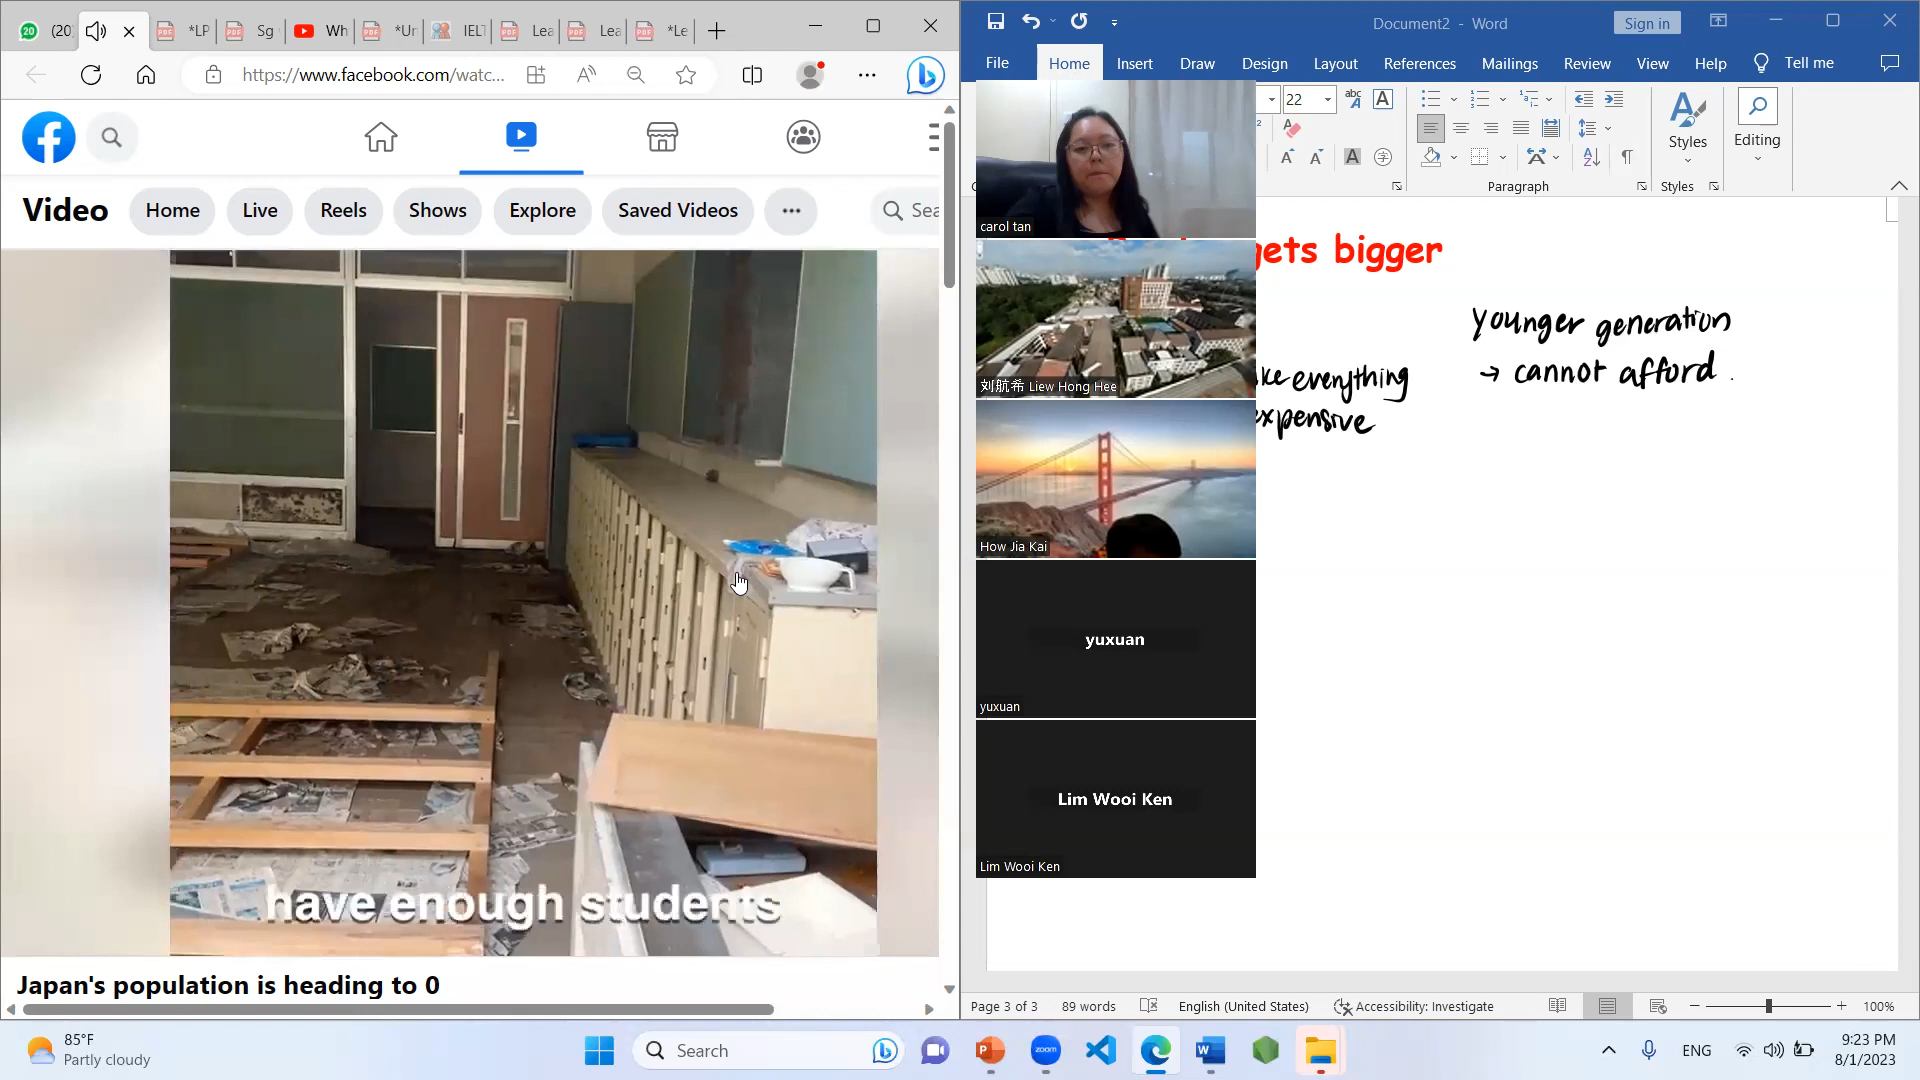 (20
*LP
Sg
Wh
*Ur
IEL
Lea
Lea
*Le
https://www.facebook.com/watc...
Video
Home
Live
Reels
Shows
Explore
Saved Videos
Sea
have enough students
Japan's population is heading to 0
Document2 - Word
Sign in
File
Home
Insert
Draw
Design
Layout
References
Mailings
Review
View
Help
Tell me
22
abc
A
Styles
Editing
Paragraph
Styles
carol tan
刘航希 Liew Hong Hee
How Jia Kai
yuxuan
yuxuan
Lim Wooi Ken
Lim Wooi Ken
gets bigger
ke everything
expensive
Younger generation
→ cannot afford.
Page 3 of 3
89 words
English (United States)
Accessibility: Investigate
100%
85°F
Partly cloudy
Search
zoom
ENG
9:23 PM
8/1/2023